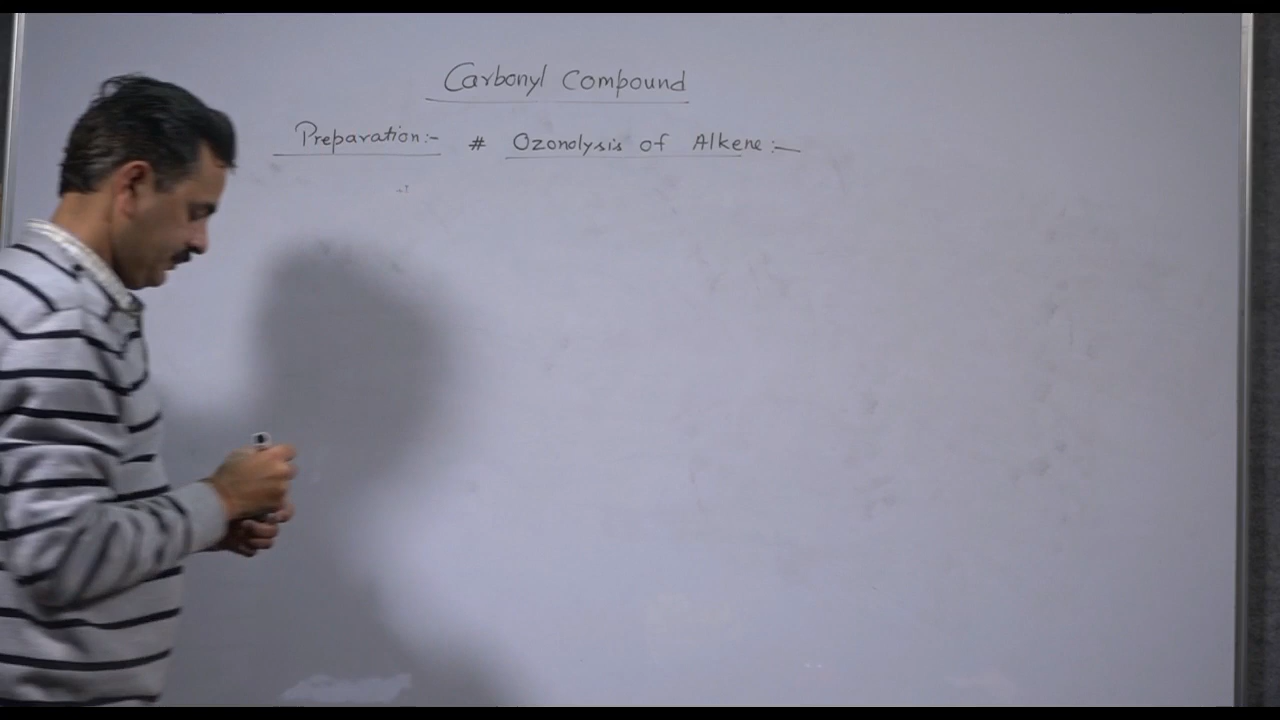 Carbonyl Compound
Preparation:- # Ozonolysis of Alkene:-